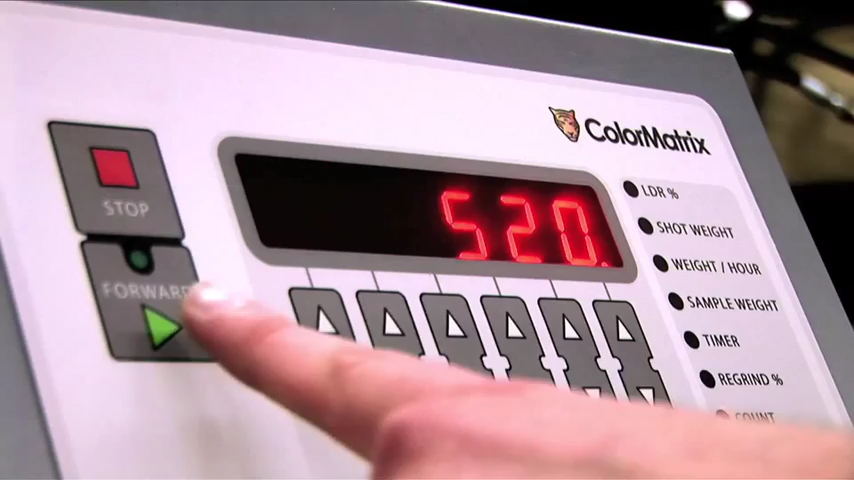 ColorMatrix
STOP
FORWARD
520.
LDR %
SHOT WEIGHT
WEIGHT / HOUR
SAMPLE WEIGHT
TIMER
REGRIND %
COUNT